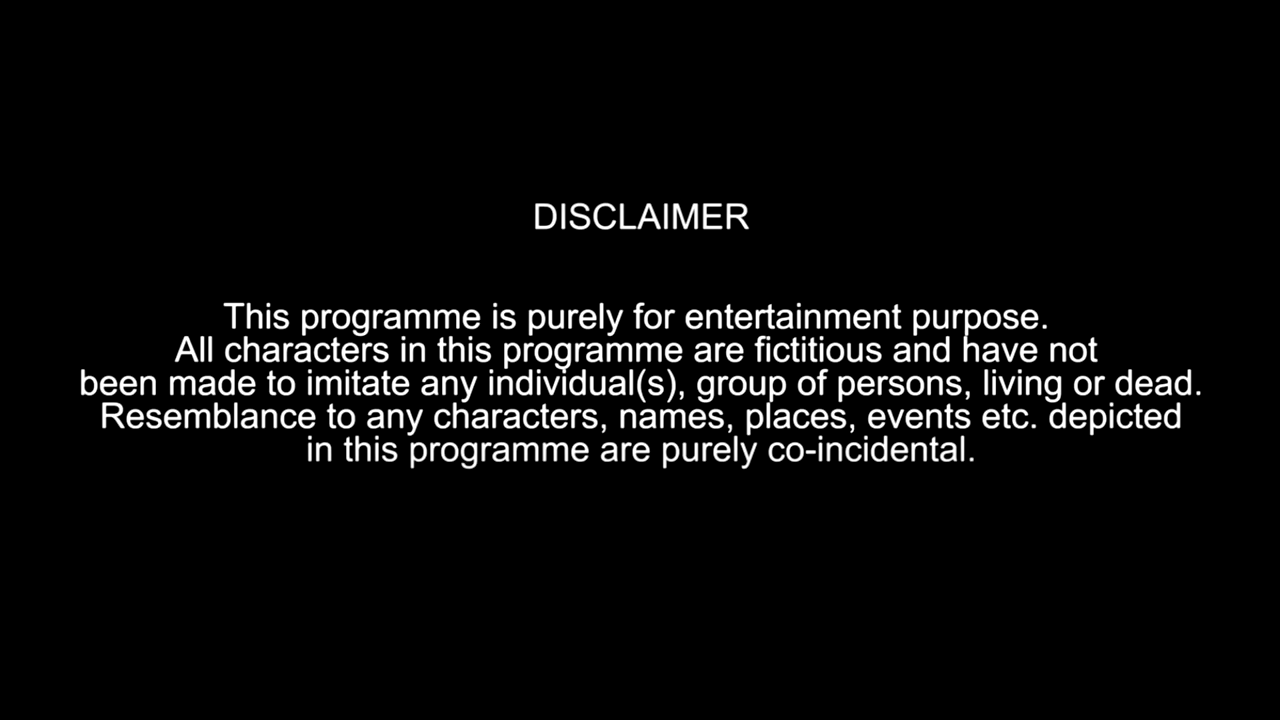 DISCLAIMER
This programme is purely for entertainment purpose.
All characters in this programme are fictitious and have not
been made to imitate any individual(s), group of persons, living or dead.
Resemblance to any characters, names, places, events etc. depicted
in this programme are purely co-incidental.